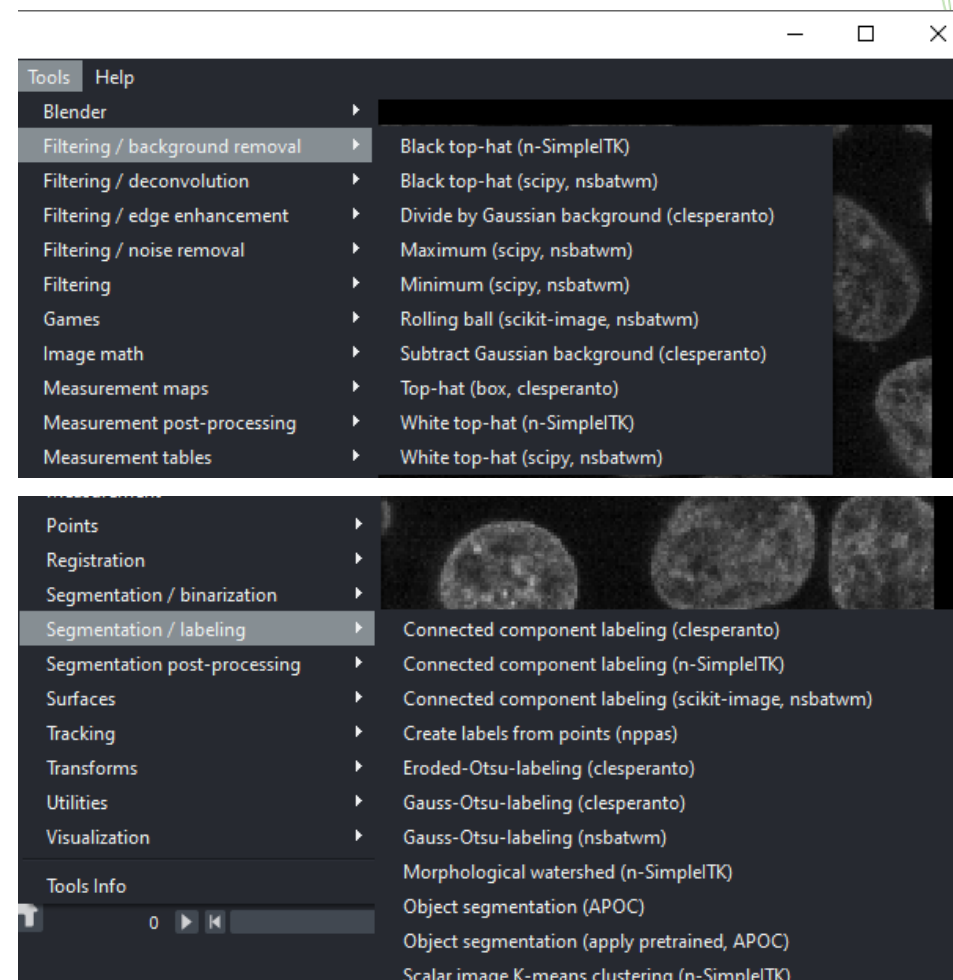 Tools Help
Blender
Filtering / background removal
Filtering / deconvolution
Filtering / edge enhancement
Filtering / noise removal
Filtering
Games
Image math
Measurement maps
Measurement post-processing
Measurement tables
Black top-hat (n-SimpleITK)
Black top-hat (scipy, nsbatwm)
Divide by Gaussian background (clesperanto)
Maximum (scipy, nsbatwm)
Minimum (scipy, nsbatwm)
Rolling ball (scikit-image, nsbatwm)
Subtract Gaussian background (clesperanto)
Top-hat (box, clesperanto)
White top-hat (n-SimpleITK)
White top-hat (scipy, nsbatwm)
Points
Registration
Segmentation / binarization
Segmentation / labeling
Segmentation post-processing
Surfaces
Tracking
Transforms
Utilities
Visualization
Tools Info
0
Connected component labeling (clesperanto)
Connected component labeling (n-SimpleITK)
Connected component labeling (scikit-image, nsbatwm)
Create labels from points (nppas)
Eroded-Otsu-labeling (clesperanto)
Gauss-Otsu-labeling (clesperanto)
Gauss-Otsu-labeling (nsbatwm)
Morphological watershed (n-SimpleITK)
Object segmentation (APOC)
Object segmentation (apply pretrained, APOC)
Scalar image K-means clustering (n-SimpleITK)